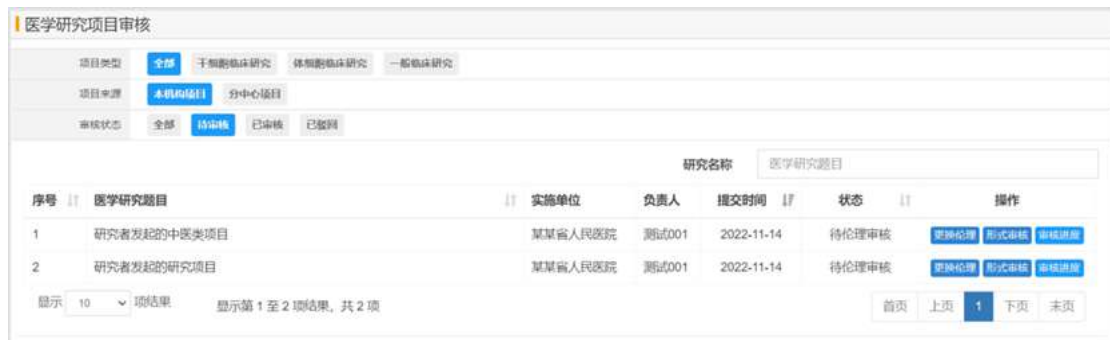 医学研究项目审核
项目类型 全部 干细胞临床研究 体细胞临床研究 一般临床研究
项目来源 本机构项目 分中心项目
审核状态 全部 待审核 已审核 已驳回
研究名称 医学研究题目
序号 医学研究题目 实施单位 负责人 提交时间 状态 操作
1 研究者发起的中医类项目 某某省人民医院 测试001 2022-11-14 待伦理审核 更换伦理 形式审核 审核进度
2 研究者发起的研究项目 某某省人民医院 测试001 2022-11-14 待伦理审核 更换伦理 形式审核 审核进度
显示 10 项结果 显示第 1 至 2 项结果，共 2 项 首页 上页 1 下页 末页